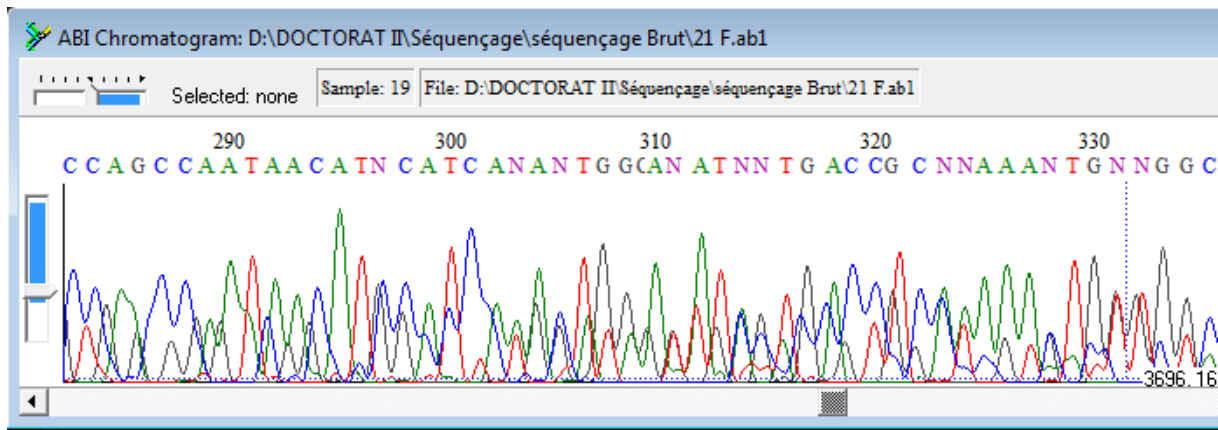 ABI Chromatogram: D:\DOCTORAT II\Séquençage\séquençage Brut\21 F.ab1
Selected: none Sample: 19 File: D:\DOCTORAT II\Séquençage\séquençage Brut\21 F.ab1
290 300 310 320 330
C C A G C C A A T A A C A T N C A T C A N A N T G G C A N A T N N T G A C C G C N N A A A N T G N N G G C
3696. 16